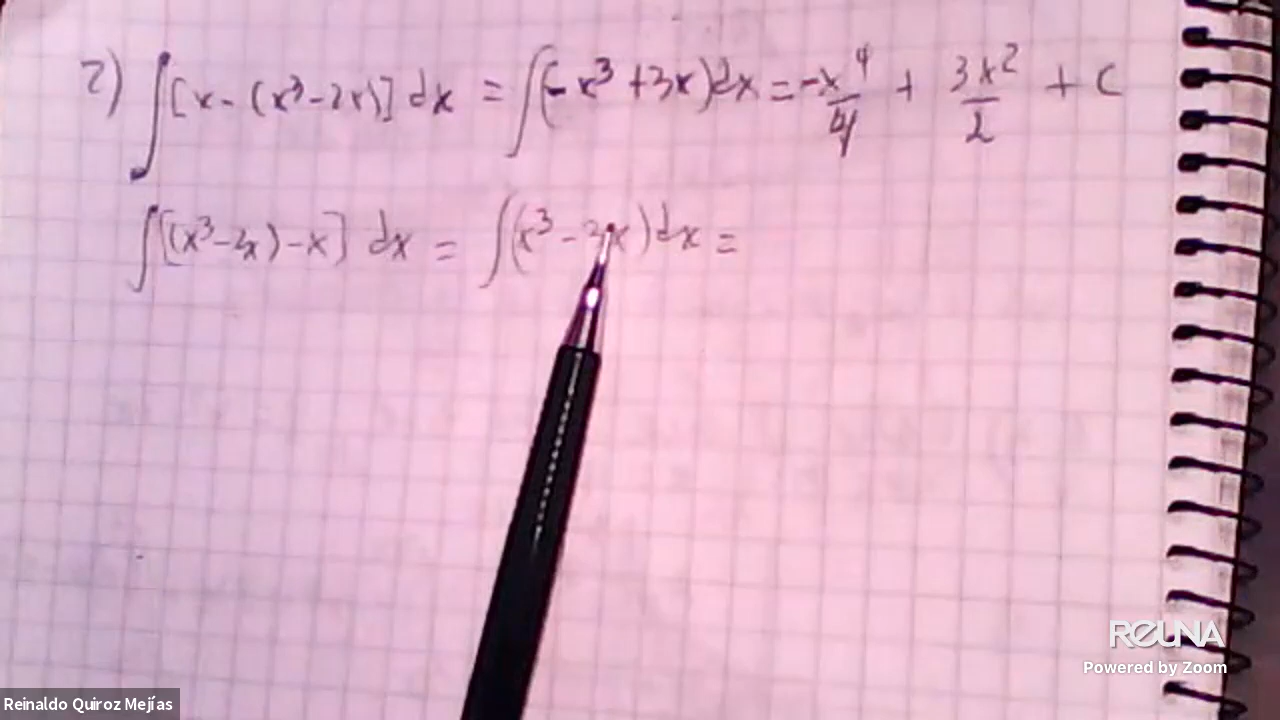 2) ∫[x - (x³-2x)] dx = ∫(-x³ +3x)dx = -x⁴/4 + 3x²/2 + C
∫[(x³-2x) -x] dx = ∫(x³ -3x)dx =
REUNA
Powered by Zoom
Reinaldo Quiroz Mejías